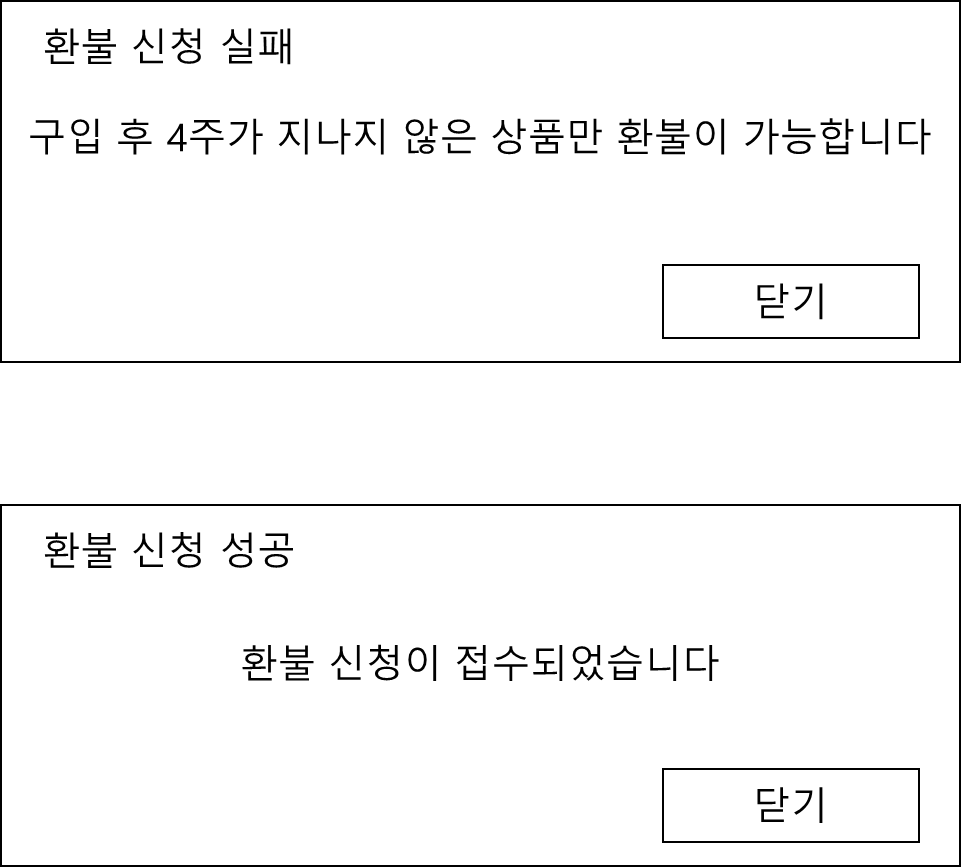 환불 신청 실패
구입 후 4주가 지나지 않은 상품만 환불이 가능합니다
닫기
환불 신청 성공
환불 신청이 접수되었습니다
닫기